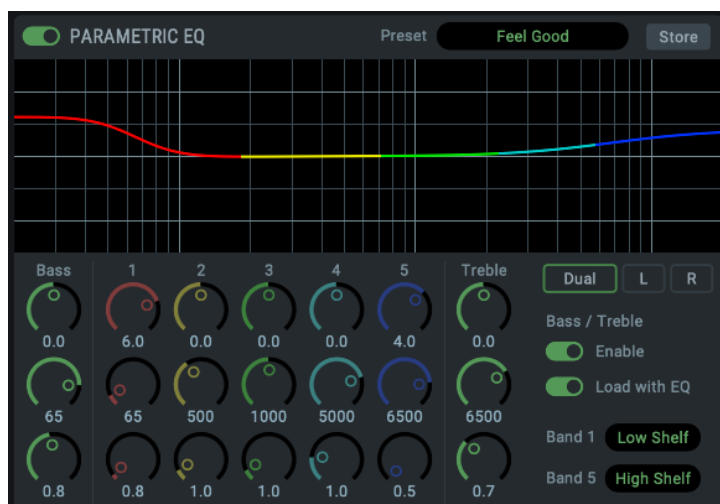 PARAMETRIC EQ Preset Feel Good Store
Bass 1 2 3 4 5 Treble
0.0 6.0 0.0 0.0 0.0 4.0 0.0
65 65 500 1000 5000 6500 6500
0.8 0.8 1.0 1.0 1.0 0.5 0.7
Dual L R
Bass / Treble
Enable
Load with EQ
Band 1 Low Shelf
Band 5 High Shelf